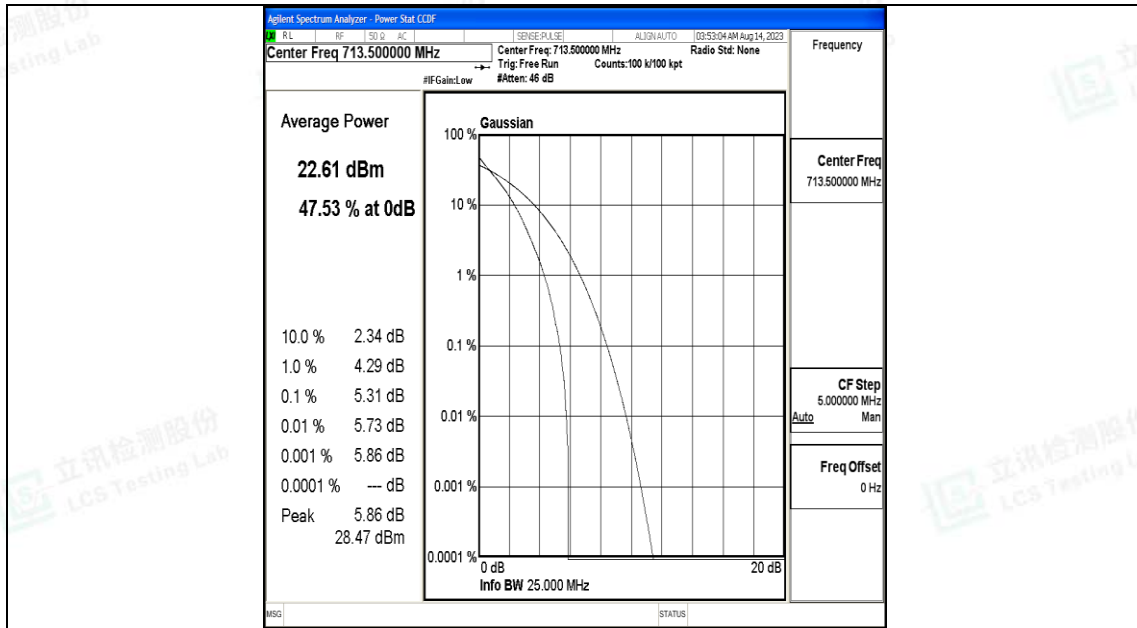 Agilent Spectrum Analyzer - Power Stat CCDF
RL RF 50 Ω AC SENSE:PULSE ALIGNAUTO 03:53:04 AM Aug 14, 2023
Center Freq 713.500000 MHz
Center Freq: 713.500000 MHz Radio Std: None
Trig: Free Run Counts:100 k/100 kpt
#IFGain:Low #Atten: 46 dB
Frequency
Average Power
22.61 dBm
47.53 % at 0dB
10.0 % 2.34 dB
1.0 % 4.29 dB
0.1 % 5.31 dB
0.01 % 5.73 dB
0.001 % 5.86 dB
0.0001 % --- dB
Peak 5.86 dB
28.47 dBm
Gaussian
100 %
10 %
1 %
0.1 %
0.01 %
0.001 %
0.0001 %
0 dB 20 dB
Info BW 25.000 MHz
Center Freq
713.500000 MHz
CF Step
5.000000 MHz
Auto Man
Freq Offset
0 Hz
MSG STATUS
立讯检测股份
LCS Testing Lab
立讯检测股份